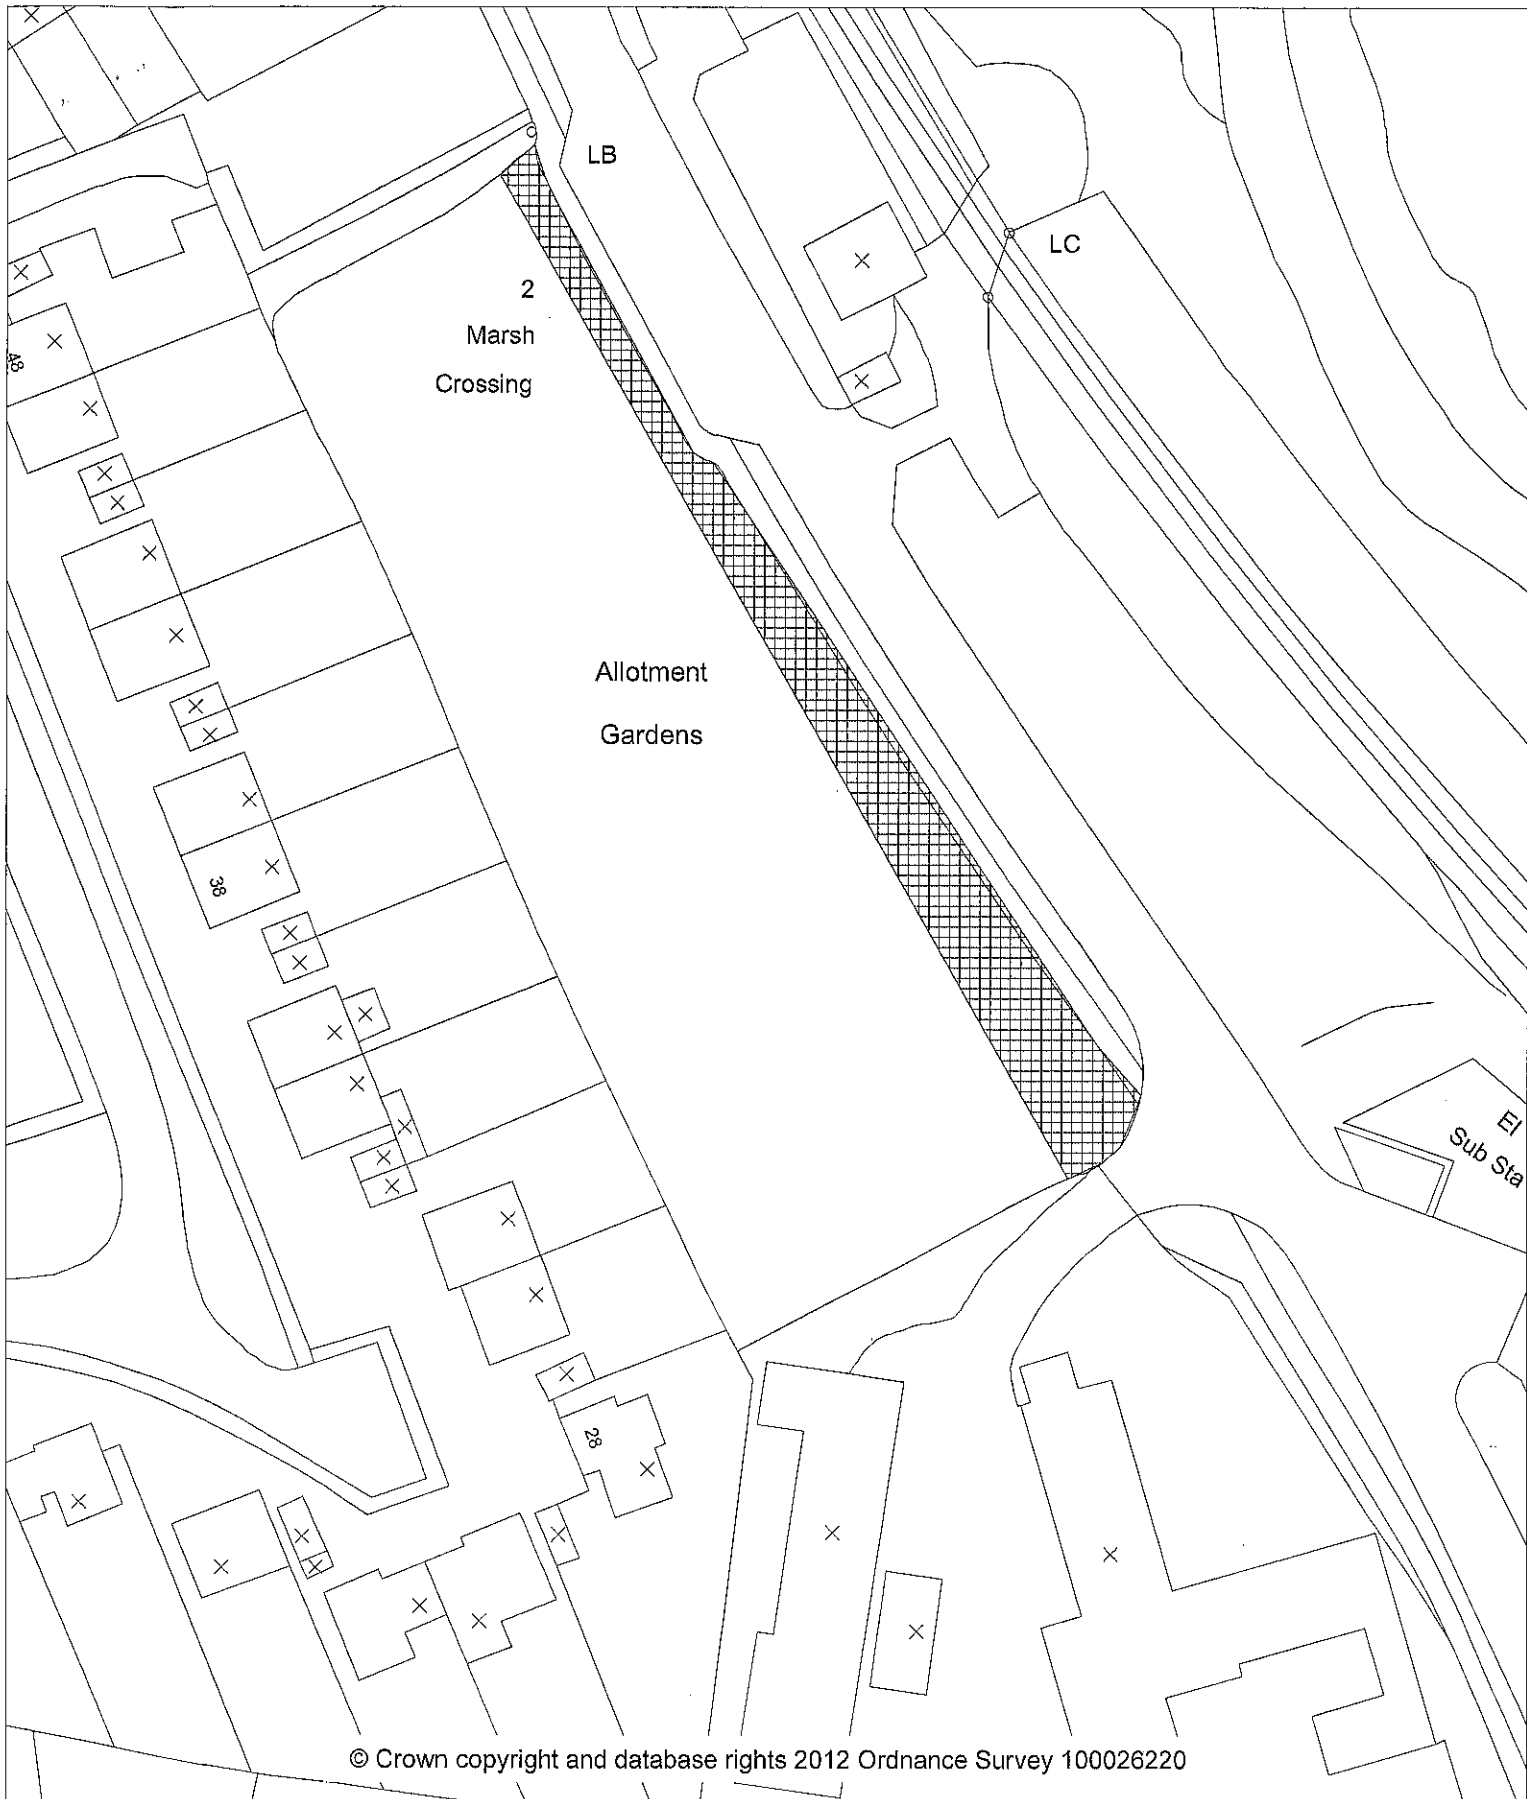 LB
LC
2
Marsh
Crossing
48
Allotment
Gardens
38
El
Sub Sta
28
© Crown copyright and database rights 2012 Ordnance Survey 100026220